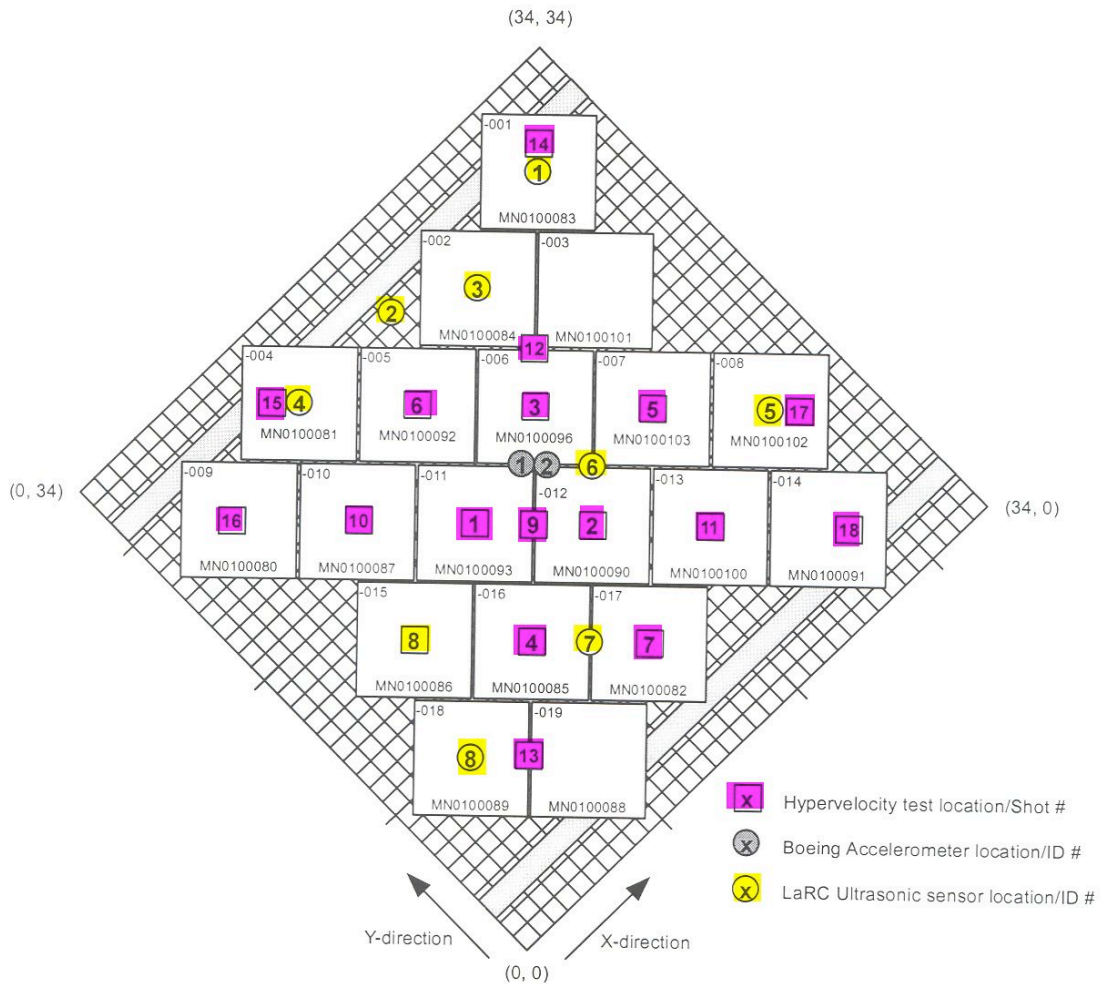 (34, 34)
-001
14
1
MN0100083
-002
-003
3
2
MN0100084
MN0100101
12
-004
-005
-006
-007
-008
15
4
6
3
5
5
17
MN0100081
MN0100092
MN0100096
MN0100103
MN0100102
1
2
6
-009
-010
-011
-012
-013
-014
(0, 34)
(34, 0)
16
10
1
9
2
11
18
MN0100080
MN0100087
MN0100093
MN0100090
MN0100100
MN0100091
-015
-016
-017
8
4
7
7
MN0100086
MN0100085
MN0100082
-018
-019
8
13
MN0100089
MN0100088
x Hypervelocity test location/Shot #
x Boeing Accelerometer location/ID #
x LaRC Ultrasonic sensor location/ID #
Y-direction
X-direction
(0, 0)